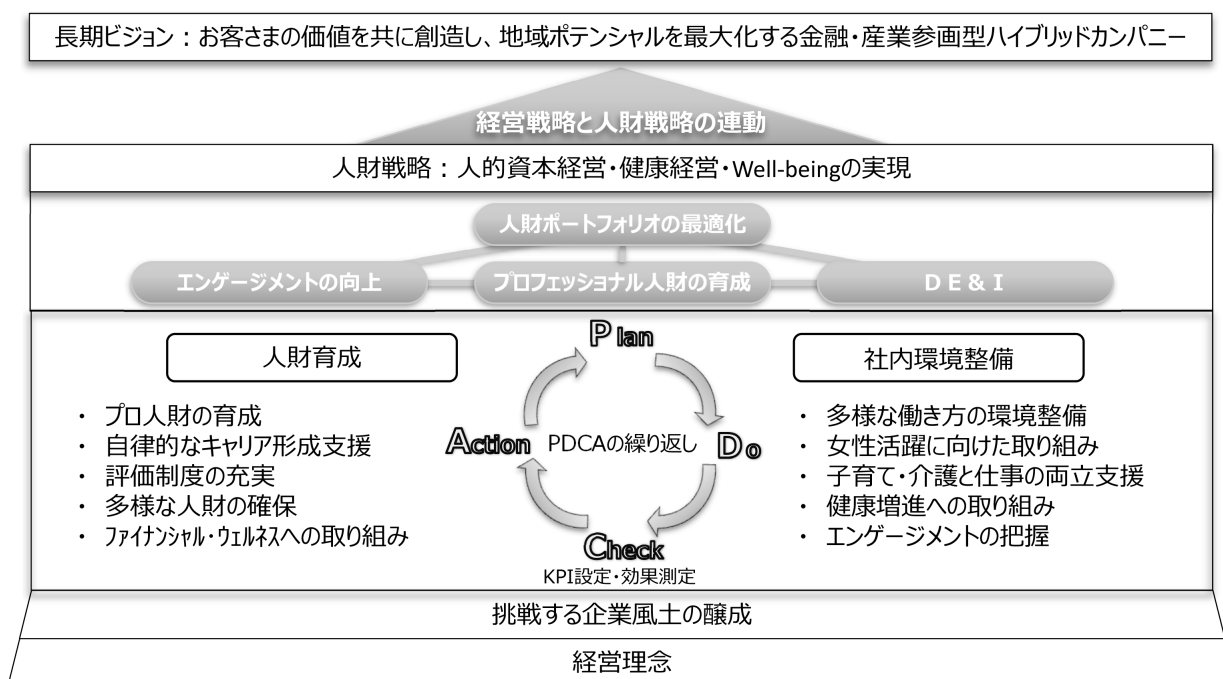 長期ビジョン：お客さまの価値を共に創造し、地域ポテンシャルを最大化する金融・産業参画型ハイブリッドカンパニー
経営戦略と人財戦略の連動
人財戦略：人的資本経営・健康経営・Well-beingの実現
人財ポートフォリオの最適化
エンゲージメントの向上
プロフェッショナル人財の育成
ＤＥ＆Ｉ
人財育成
・ プロ人財の育成
・ 自律的なキャリア形成支援
・ 評価制度の充実
・ 多様な人財の確保
・ ファイナンシャル・ウェルネスへの取り組み
Plan
Action
PDCAの繰り返し
Do
Check
KPI設定・効果測定
社内環境整備
・ 多様な働き方の環境整備
・ 女性活躍に向けた取り組み
・ 子育て・介護と仕事の両立支援
・ 健康増進への取り組み
・ エンゲージメントの把握
挑戦する企業風土の醸成
経営理念